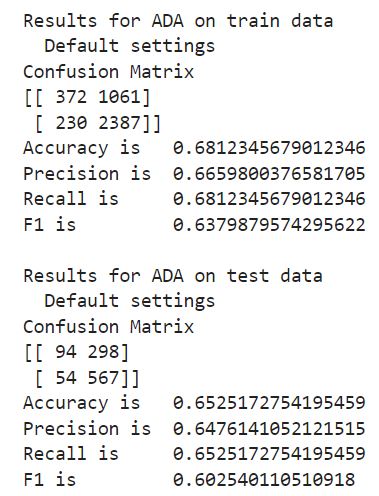 Results for ADA on train data
Default settings
Confusion Matrix
[[ 372 1061]
[ 230 2387]]
Accuracy is 0.6812345679012346
Precision is 0.6659800376581705
Recall is 0.6812345679012346
F1 is 0.6379879574295622
Results for ADA on test data
Default settings
Confusion Matrix
[[ 94 298]
[ 54 567]]
Accuracy is 0.6525172754195459
Precision is 0.6476141052121515
Recall is 0.6525172754195459
F1 is 0.602540110510918